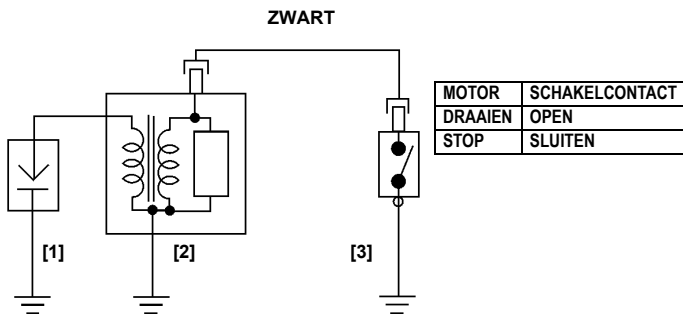 ZWART
MOTOR SCHAKELCONTACT
DRAAIEN OPEN
STOP SLUITEN
[1] [2] [3]